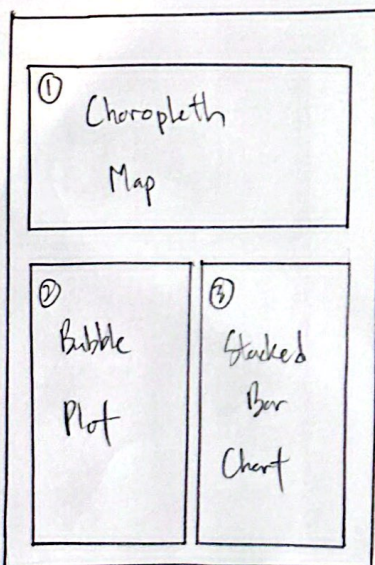 ①
Choropleth
Map
②
Bubble
Plot
③
Stacked
Bar
Chart